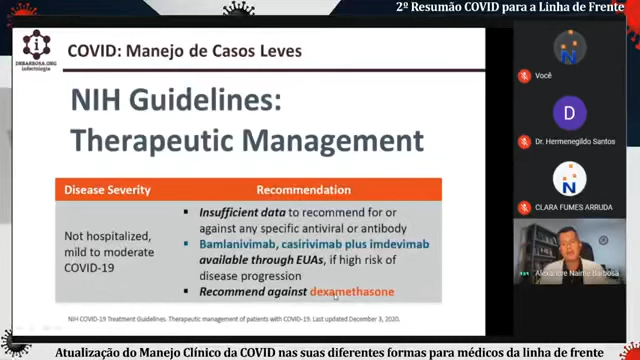 2º Resumão COVID para a Linha de Frente
DRBARBOSA.ORG
infectologia
COVID: Manejo de Casos Leves
NIH Guidelines:
Therapeutic Management
Disease Severity
Recommendation
Not hospitalized,
mild to moderate
COVID-19
Insufficient data to recommend for or
against any specific antiviral or antibody
Bamlanivimab, casirivimab plus imdevimab
available through EUAs, if high risk of
disease progression
Recommend against dexamethasone
NIH COVID-19 Treatment Guidelines. Therapeutic management of patients with COVID-19. Last updated December 3, 2020.
Você
D
Dr. Hermenegildo Santos
CLARA FUMES ARRUDA
Alexandre Naime Barbosa
Atualização do Manejo Clínico da COVID nas suas diferentes formas para médicos da linha de frente